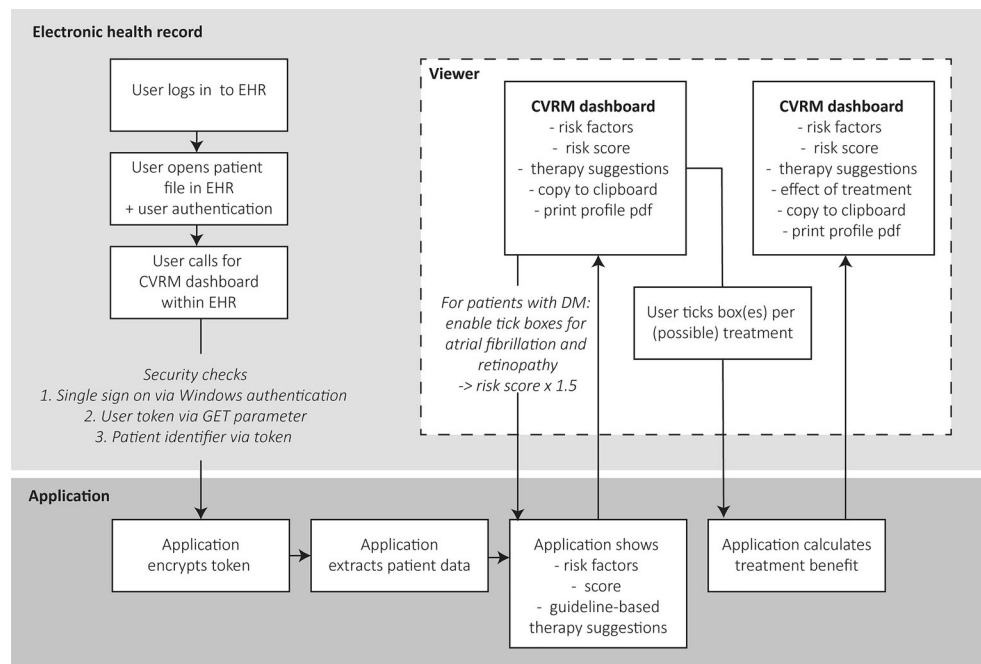 Electronic health record
User logs in to EHR
User opens patient
file in EHR
+ user authentication
User calls for
CVRM dashboard
within EHR
Security checks
1. Single sign on via Windows authentication
2. User token via GET parameter
3. Patient identifier via token
Viewer
CVRM dashboard
- risk factors
- risk score
- therapy suggestions
- copy to clipboard
- print profile pdf
CVRM dashboard
- risk factors
- risk score
- therapy suggestions
- effect of treatment
- copy to clipboard
- print profile pdf
For patients with DM:
enable tick boxes for
atrial fibrillation and
retinopathy
-> risk score x 1.5
User ticks box(es) per
(possible) treatment
Application
Application
encrypts token
Application
extracts patient data
Application shows
- risk factors
- score
- guideline-based
therapy suggestions
Application calculates
treatment benefit